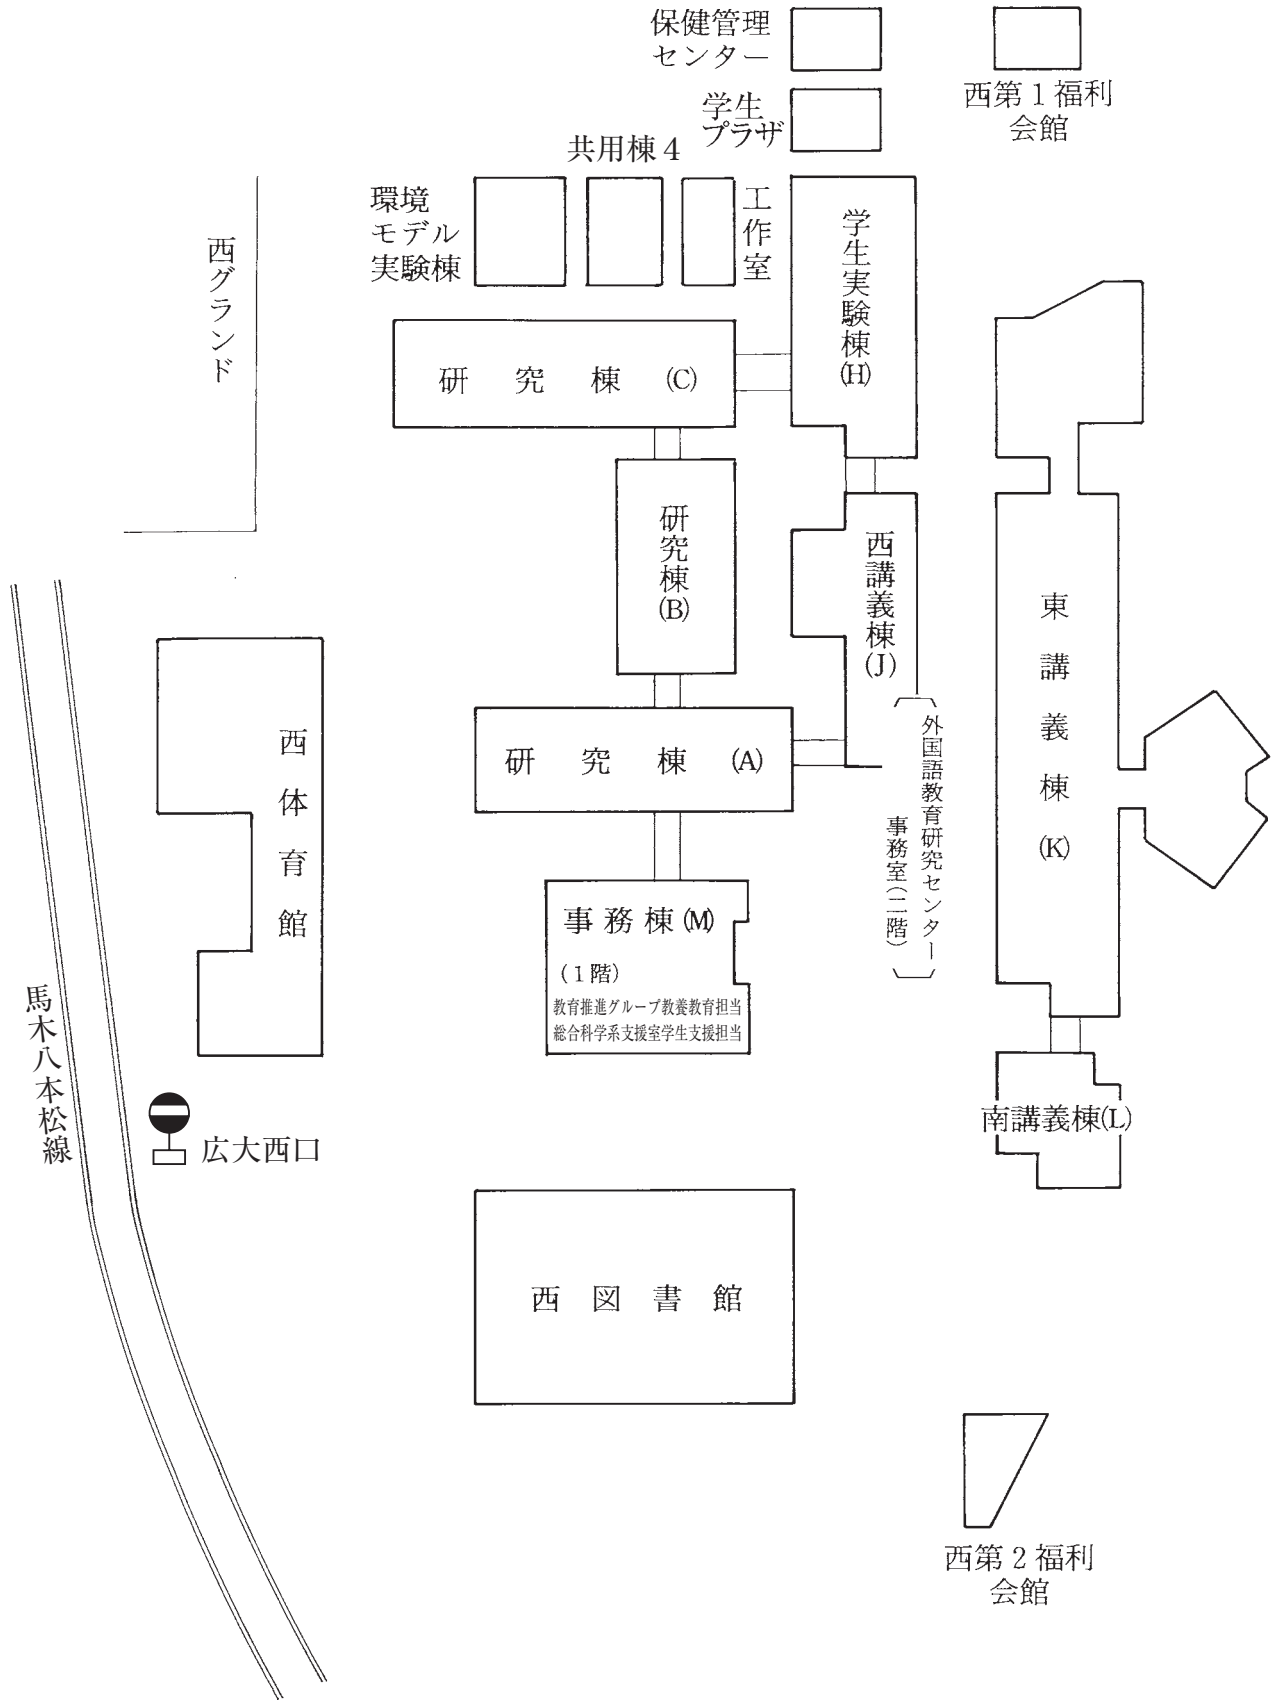 保健管理
センター
西第1福利
会館
学生
プラザ
共用棟4
環境
モデル
実験棟
工作室
学生実験棟(H)
西グランド
研究棟(C)
研究棟(B)
西講義棟(J)
東講義棟(K)
研究棟(A)
外国語教育研究センター
事務室(二階)
西体育館
事務棟(M)
(1階)
教育推進グループ教養教育担当
総合科学系支援室学生支援担当
馬木八本松線
広大西口
南講義棟(L)
西図書館
西第2福利
会館